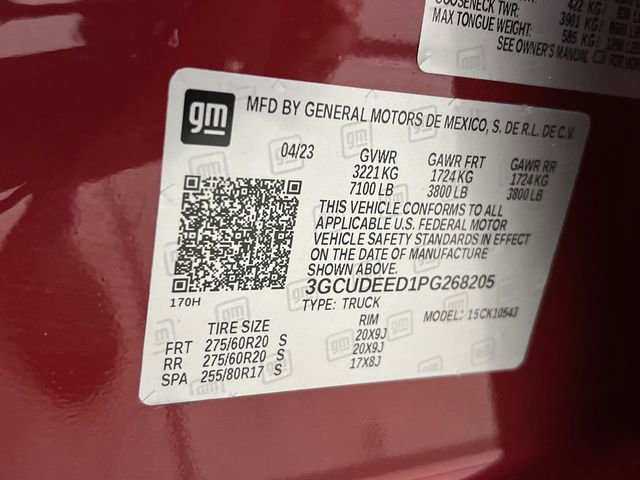 GOOSENECK TWR:
422 KG /
3901 KG /
MAX TONGUE WEIGHT:
585 KG /
SEE OWNER'S MANUAL
gm
MFD BY GENERAL MOTORS DE MEXICO, S. DE R.L. DE C.V.
04/23 GVWR GAWR FRT GAWR RR
3221 KG 1724 KG 1724 KG
7100 LB 3800 LB 3800 LB
THIS VEHICLE CONFORMS TO ALL
APPLICABLE U.S. FEDERAL MOTOR
VEHICLE SAFETY STANDARDS IN EFFECT
ON THE DATE OF MANUFACTURE
SHOWN ABOVE.
3GCUDEED1PG268205
170H
TYPE: TRUCK MODEL: 15CK10543
TIRE SIZE RIM
FRT 275/60R20 S 20X9J
RR 275/60R20 S 20X9J
SPA 255/80R17 S 17X8J